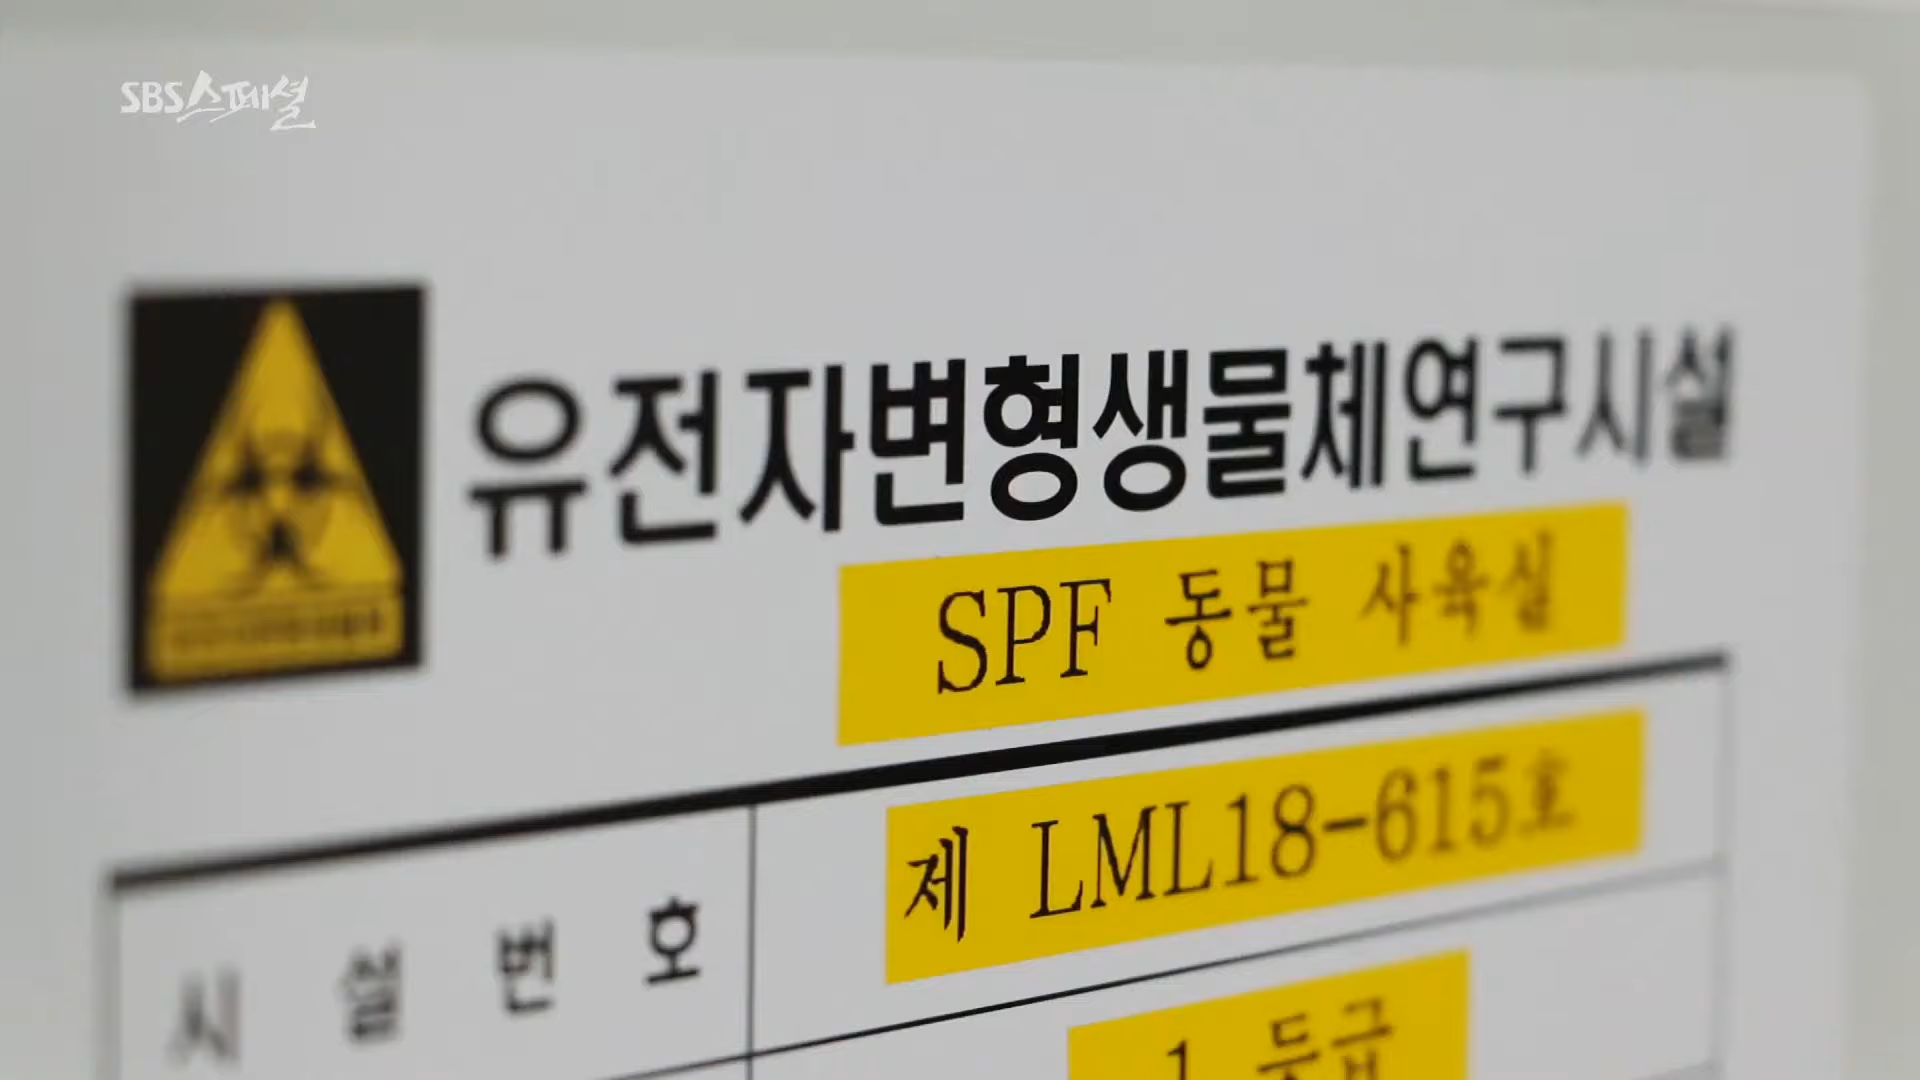 SBS스페셜
유전자변형생물체연구시설
SPF 동물 사육실
시 설 번 호 제 LML18-615호
1 등급